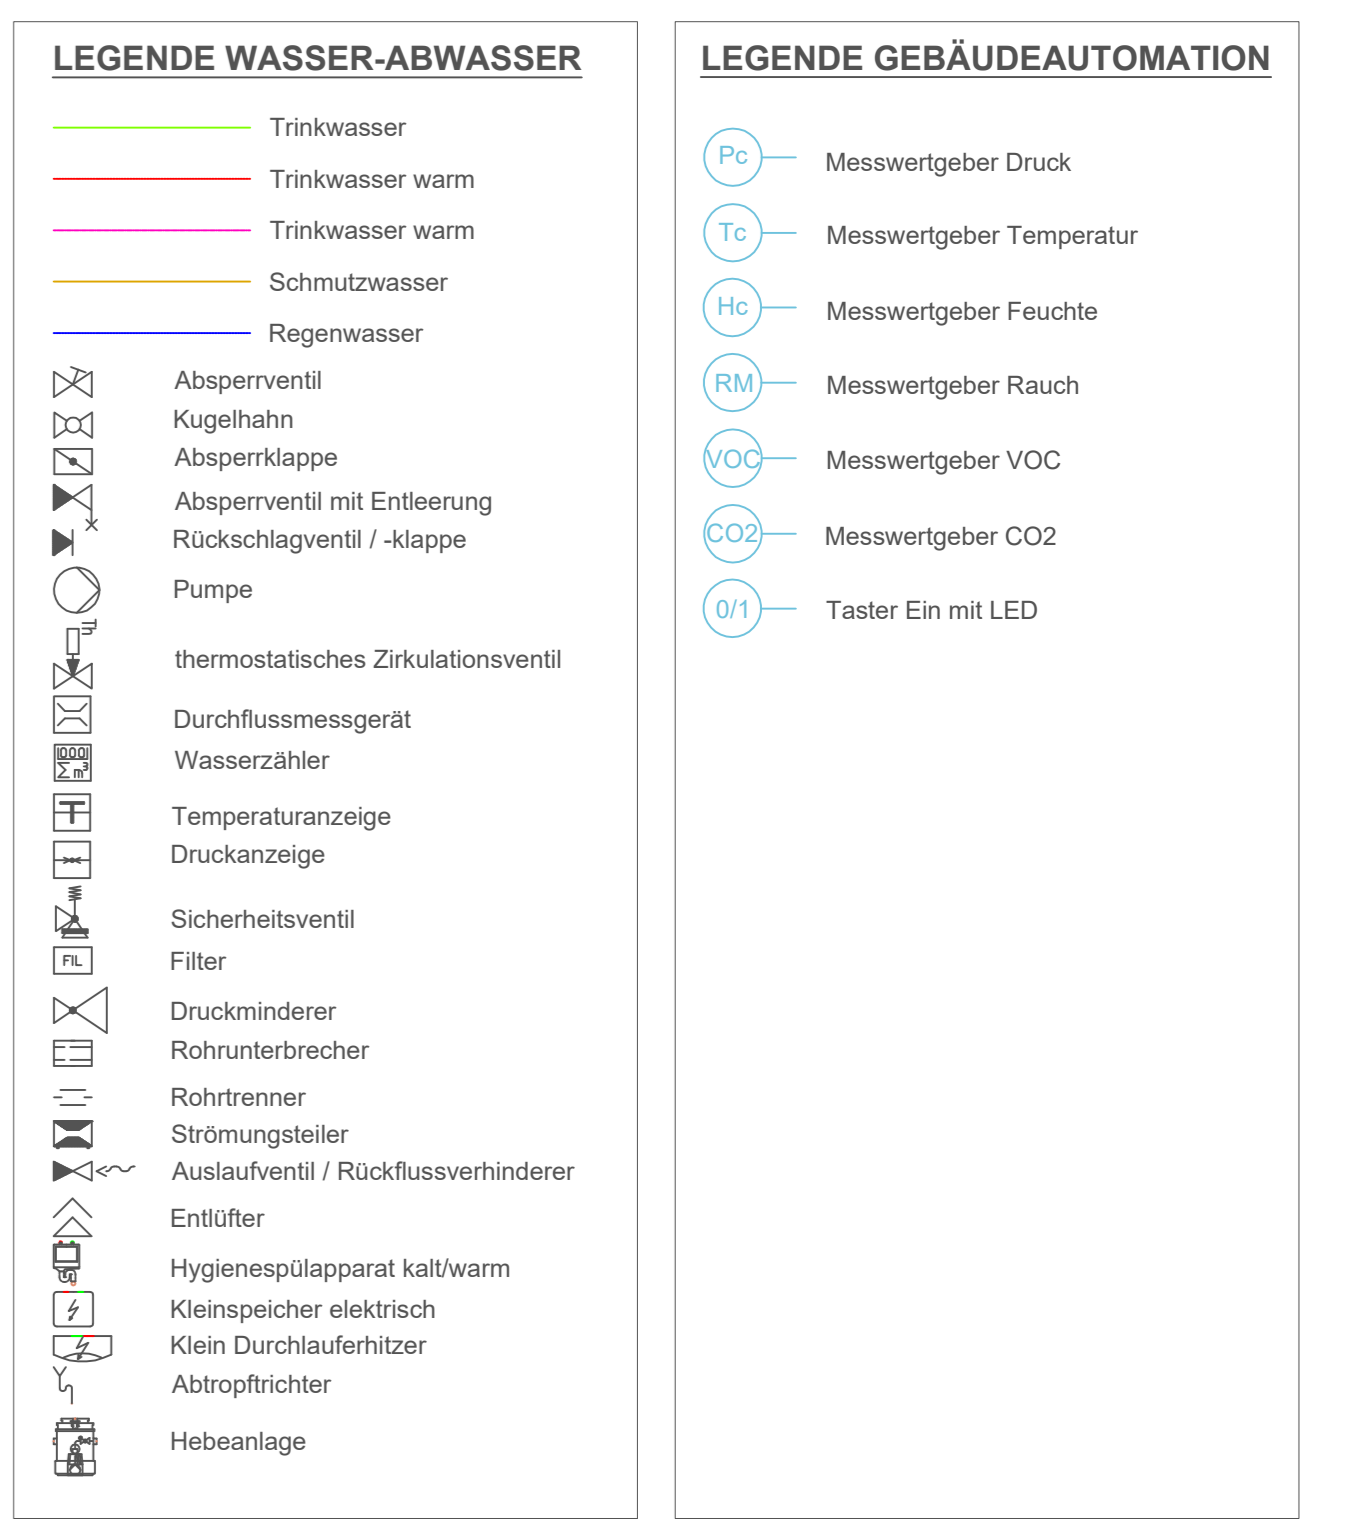 LEGENDE WASSER-ABWASSER
Trinkwasser
Trinkwasser warm
Trinkwasser warm
Schmutzwasser
Regenwasser
Absperrventil
Kugelhahn
Absperrklappe
Absperrventil mit Entleerung
Rückschlagventil / -klappe
Pumpe
Th
thermostatisches Zirkulationsventil
Durchflussmessgerät
000
Σ m³
Wasserzähler
T
Temperaturanzeige
Druckanzeige
Sicherheitsventil
FIL
Filter
Druckminderer
Rohrunterbrecher
Rohrtrenner
Strömungsteiler
Auslaufventil / Rückflussverhinderer
Entlüfter
Hygienespülapparat kalt/warm
Kleinspeicher elektrisch
Klein Durchlauferhitzer
Abtropftrichter
Hebeanlage
LEGENDE GEBÄUDEAUTOMATION
Pc Messwertgeber Druck
Tc Messwertgeber Temperatur
Hc Messwertgeber Feuchte
RM Messwertgeber Rauch
VOC Messwertgeber VOC
CO2 Messwertgeber CO2
0/1 Taster Ein mit LED